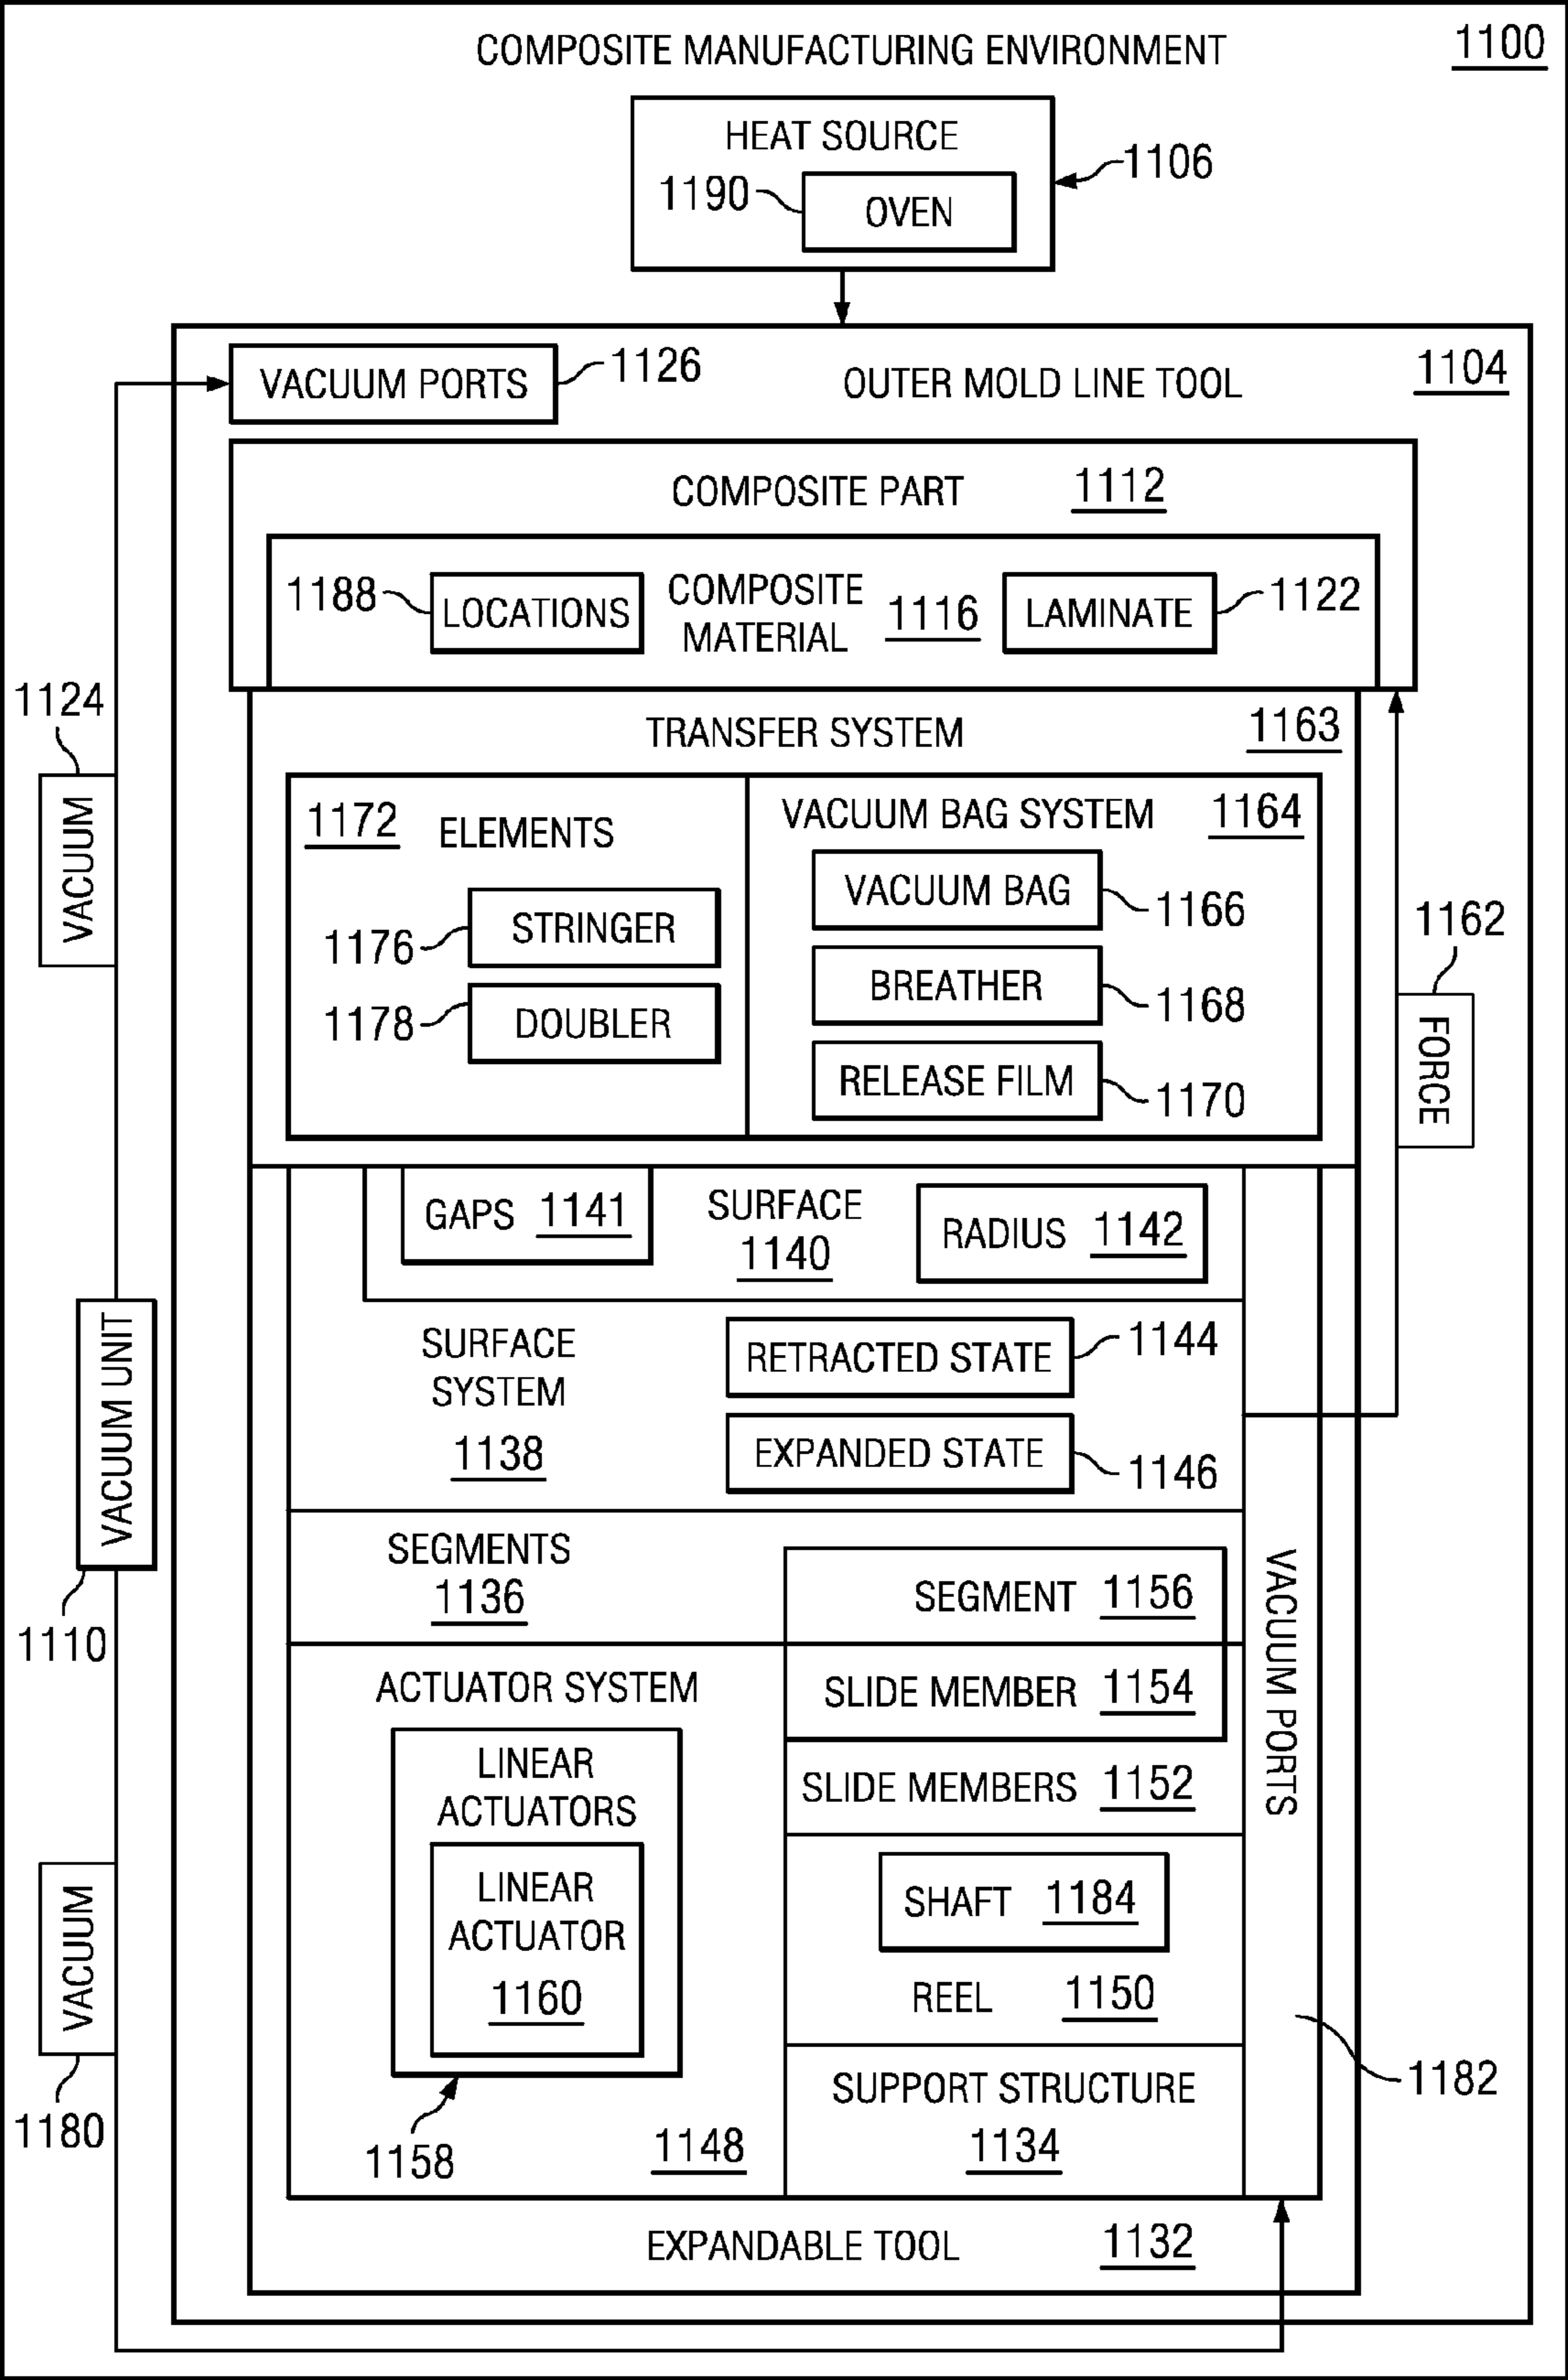 COMPOSITE MANUFACTURING ENVIRONMENT
1100
HEAT SOURCE
1106
1190
OVEN
VACUUM PORTS
1126
OUTER MOLD LINE TOOL
1104
COMPOSITE PART
1112
1188
LOCATIONS
COMPOSITE
MATERIAL
1116
LAMINATE
1122
1124
VACUUM
TRANSFER SYSTEM
1163
1172
ELEMENTS
1176
STRINGER
1178
DOUBLER
VACUUM BAG SYSTEM
1164
VACUUM BAG
1166
BREATHER
1168
RELEASE FILM
1170
1162
FORCE
GAPS 1141
SURFACE
1140
RADIUS 1142
SURFACE
SYSTEM
1138
RETRACTED STATE
1144
EXPANDED STATE
1146
VACUUM UNIT
1110
SEGMENTS
1136
SEGMENT 1156
ACTUATOR SYSTEM
SLIDE MEMBER 1154
LINEAR
ACTUATORS
SLIDE MEMBERS 1152
LINEAR
ACTUATOR
1160
SHAFT 1184
REEL 1150
VACUUM PORTS
1182
VACUUM
1180
1158
1148
SUPPORT STRUCTURE
1134
EXPANDABLE TOOL
1132